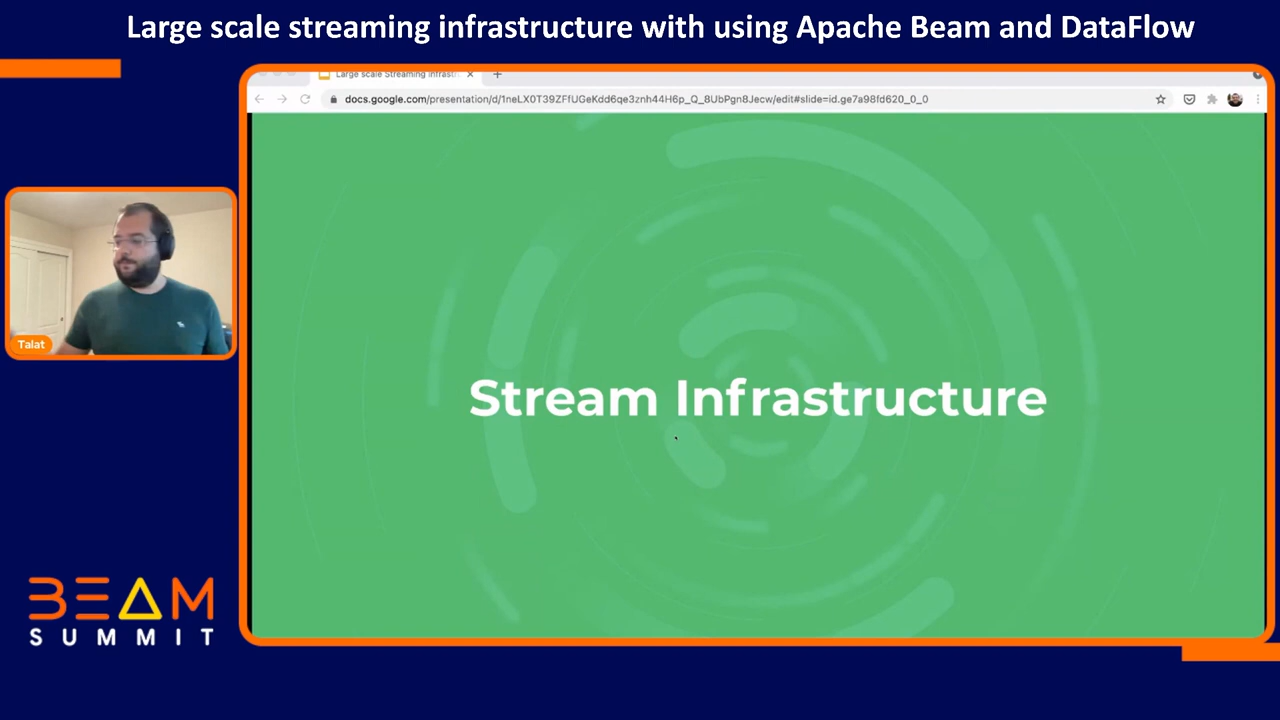 Large scale streaming infrastructure with using Apache Beam and DataFlow
Large scale Streaming Infrastr
docs.google.com/presentation/d/1neLX0T39ZFfUGeKdd6qe3znh44H6p_Q_8UbPgn8Jecw/edit#slide=id.ge7a98fd620_0_0
Stream Infrastructure
Talat
BEAM
SUMMIT